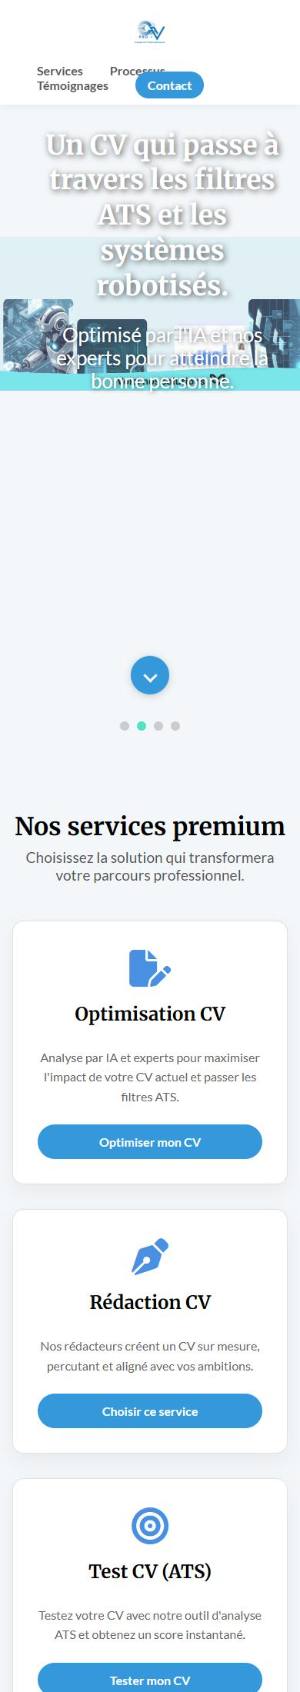 Services Processus
Témoignages Contact
Un CV qui passe à
travers les filtres
ATS et les
systèmes
robotisés.
Optimisé par l'IA et nos
experts pour atteindre la
bonne personne.
Nos services premium
Choisissez la solution qui transformera
votre parcours professionnel.
Optimisation CV
Analyse par IA et experts pour maximiser
l'impact de votre CV actuel et passer les
filtres ATS.
Optimiser mon CV
Rédaction CV
Nos rédacteurs créent un CV sur mesure,
percutant et aligné avec vos ambitions.
Choisir ce service
Test CV (ATS)
Testez votre CV avec notre outil d'analyse
ATS et obtenez un score instantané.
Tester mon CV